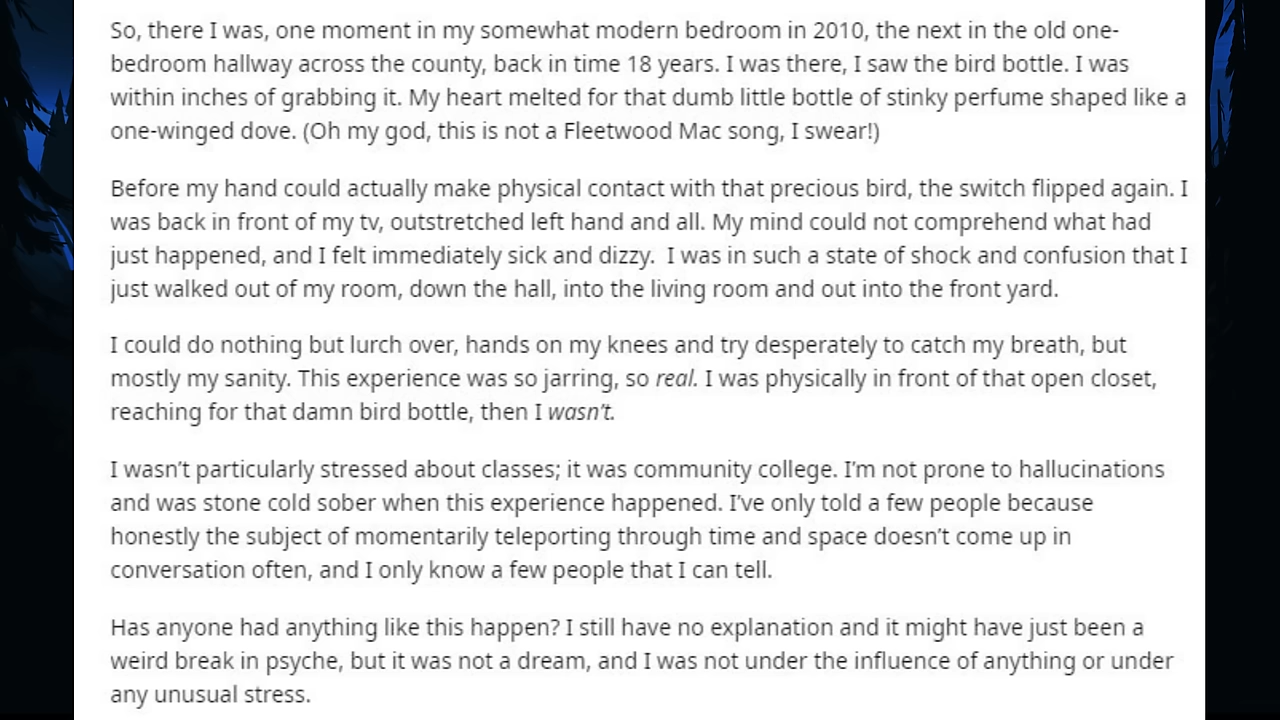 So, there I was, one moment in my somewhat modern bedroom in 2010, the next in the old one-
bedroom hallway across the county, back in time 18 years. I was there, I saw the bird bottle. I was
within inches of grabbing it. My heart melted for that dumb little bottle of stinky perfume shaped like a
one-winged dove. (Oh my god, this is not a Fleetwood Mac song, I swear!)
Before my hand could actually make physical contact with that precious bird, the switch flipped again. I
was back in front of my tv, outstretched left hand and all. My mind could not comprehend what had
just happened, and I felt immediately sick and dizzy.  I was in such a state of shock and confusion that I
just walked out of my room, down the hall, into the living room and out into the front yard.
I could do nothing but lurch over, hands on my knees and try desperately to catch my breath, but
mostly my sanity. This experience was so jarring, so real. I was physically in front of that open closet,
reaching for that damn bird bottle, then I wasn’t.
I wasn’t particularly stressed about classes; it was community college. I’m not prone to hallucinations
and was stone cold sober when this experience happened. I’ve only told a few people because
honestly the subject of momentarily teleporting through time and space doesn’t come up in
conversation often, and I only know a few people that I can tell.
Has anyone had anything like this happen? I still have no explanation and it might have just been a
weird break in psyche, but it was not a dream, and I was not under the influence of anything or under
any unusual stress.